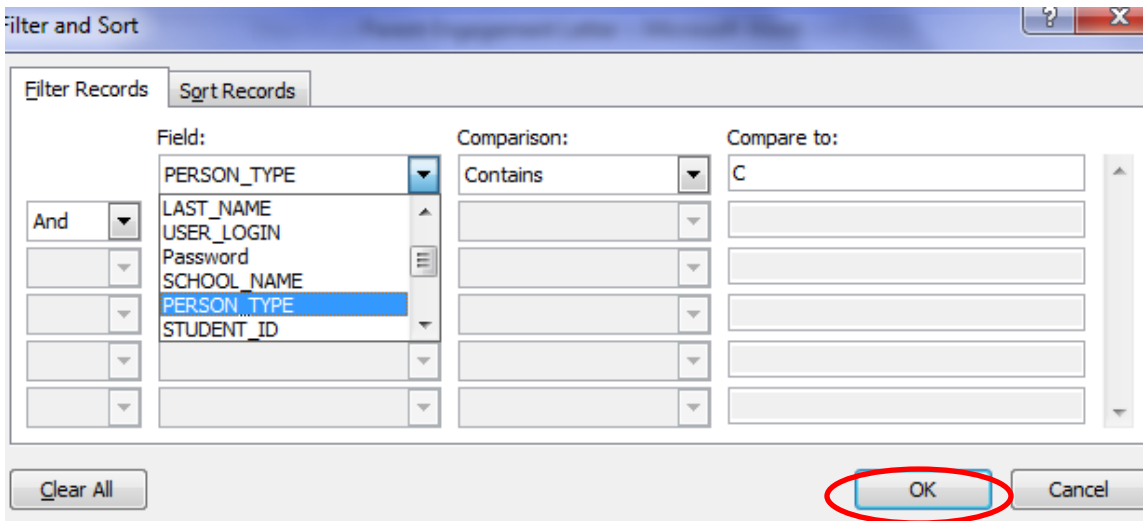 Filter and Sort
Filter Records Sort Records
Field: Comparison: Compare to:
PERSON_TYPE Contains C
And
LAST_NAME
USER_LOGIN
Password
SCHOOL_NAME
PERSON_TYPE
STUDENT_ID
Clear All OK Cancel